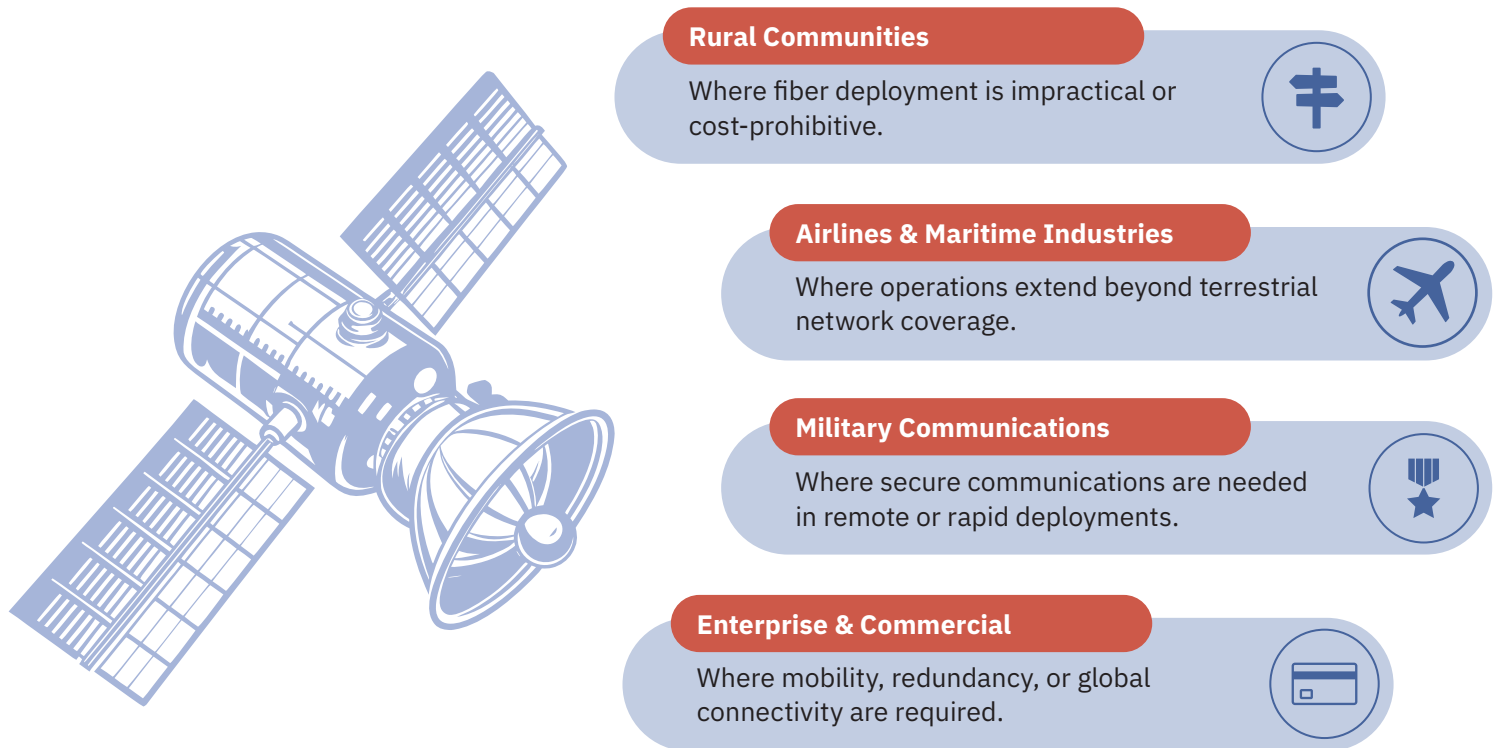 Rural Communities
Where fiber deployment is impractical or
cost-prohibitive.
Airlines & Maritime Industries
Where operations extend beyond terrestrial
network coverage.
Military Communications
Where secure communications are needed
in remote or rapid deployments.
Enterprise & Commercial
Where mobility, redundancy, or global
connectivity are required.